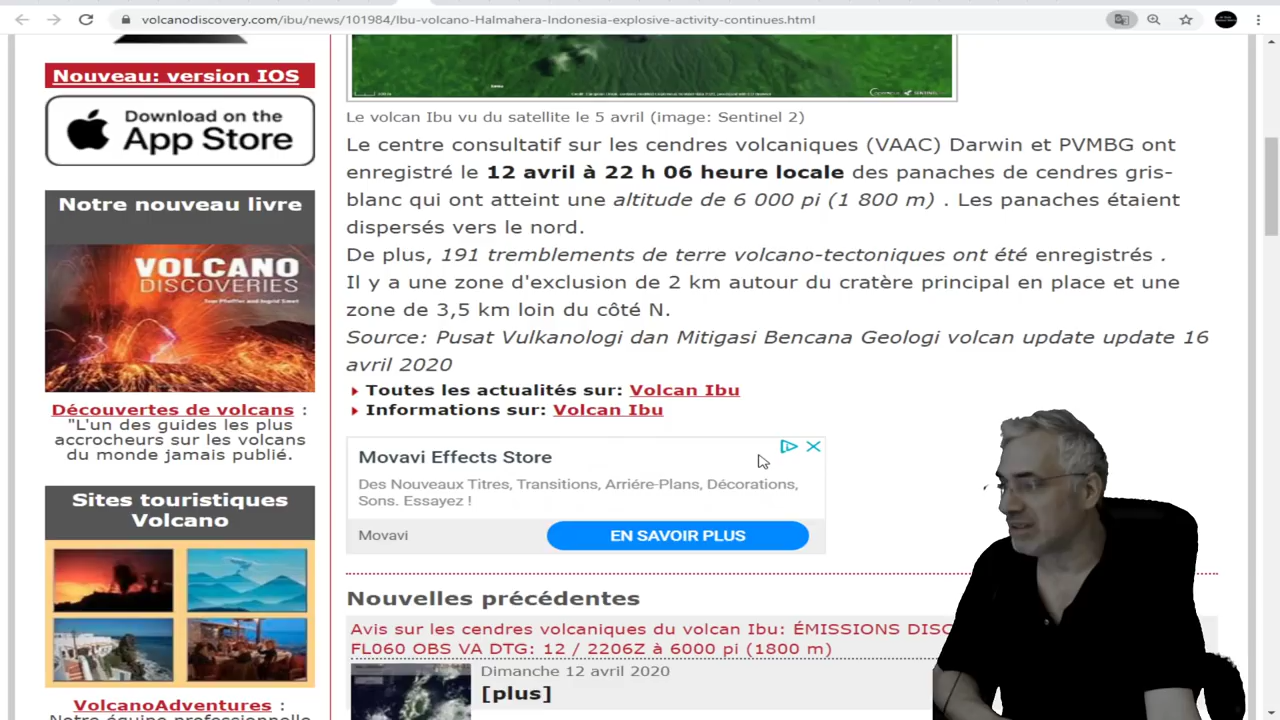 volcanodiscovery.com/ibu/news/101984/Ibu-volcano-Halmahera-Indonesia-explosive-activity-continues.html
Nouveau: version IOS
Download on the
App Store
Notre nouveau livre
VOLCANO
DISCOVERIES
Tom Pfeiffer and Ingrid Smet
Découvertes de volcans :
"L'un des guides les plus
accrocheurs sur les volcans
du monde jamais publié.
Sites touristiques
Volcano
VolcanoAdventures :
Notre équipe professionnelle
Le volcan Ibu vu du satellite le 5 avril (image: Sentinel 2)
Le centre consultatif sur les cendres volcaniques (VAAC) Darwin et PVMBG ont
enregistré le 12 avril à 22 h 06 heure locale des panaches de cendres gris-
blanc qui ont atteint une altitude de 6 000 pi (1 800 m) . Les panaches étaient
dispersés vers le nord.
De plus, 191 tremblements de terre volcano-tectoniques ont été enregistrés .
Il y a une zone d'exclusion de 2 km autour du cratère principal en place et une
zone de 3,5 km loin du côté N.
Source: Pusat Vulkanologi dan Mitigasi Bencana Geologi volcan update update 16
avril 2020
Toutes les actualités sur: Volcan Ibu
Informations sur: Volcan Ibu
Movavi Effects Store
Des Nouveaux Titres, Transitions, Arriére-Plans, Décorations,
Sons. Essayez !
Movavi
EN SAVOIR PLUS
Nouvelles précédentes
Avis sur les cendres volcaniques du volcan Ibu: ÉMISSIONS DISC
FL060 OBS VA DTG: 12 / 2206Z à 6000 pi (1800 m)
Dimanche 12 avril 2020
[plus]